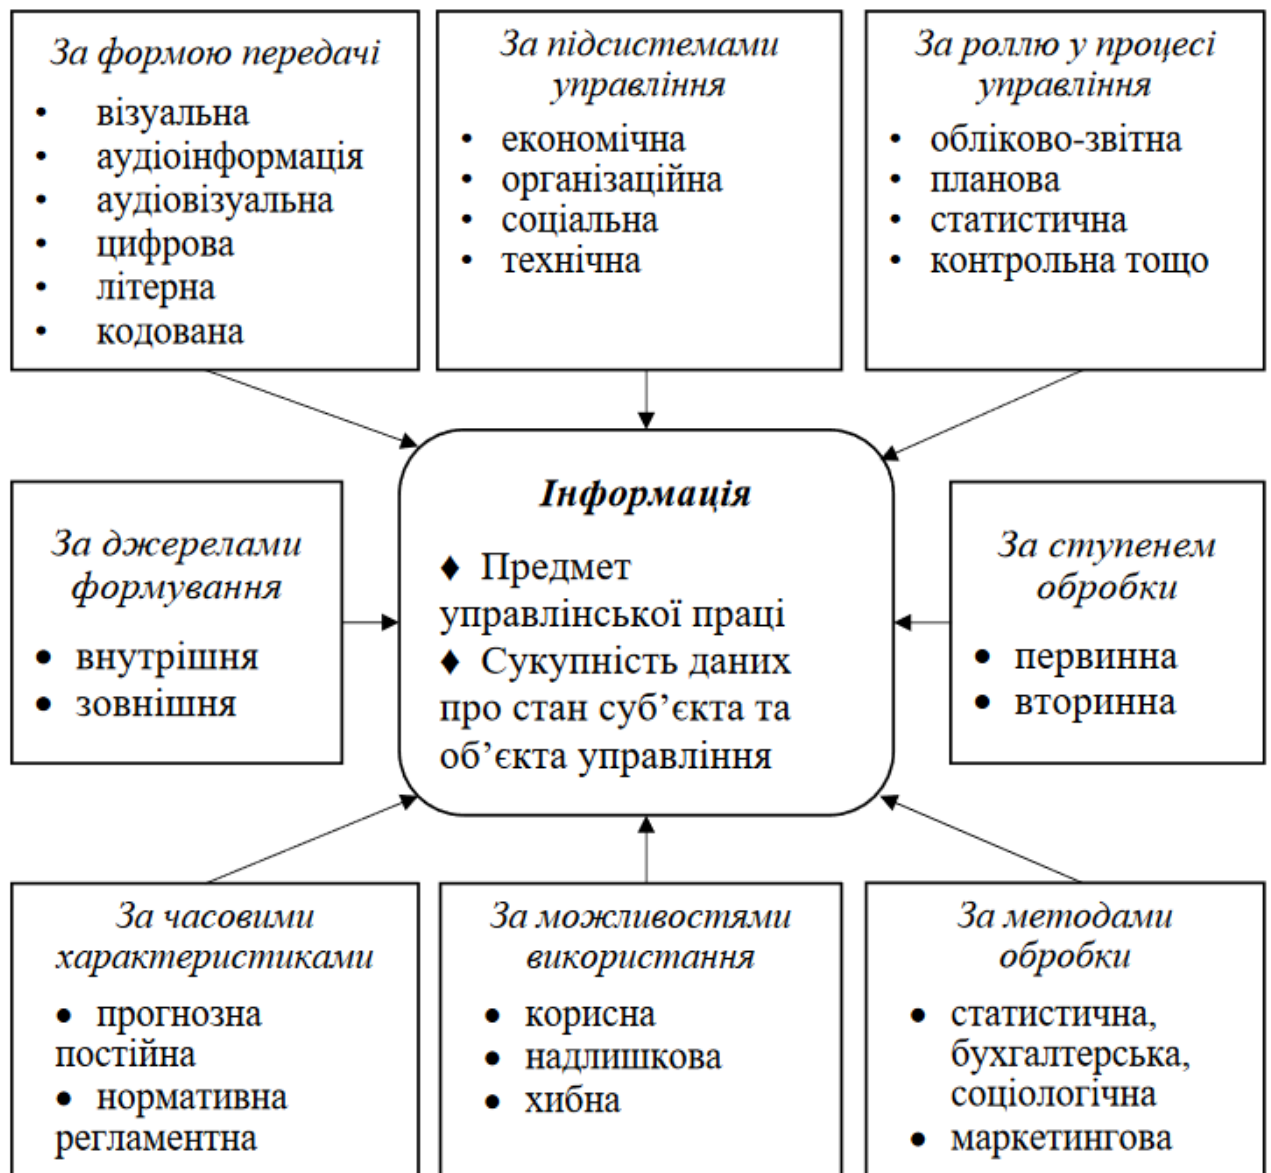 За формою передачі
• візуальна
• аудіоінформація
• аудіовізуальна
• цифрова
• літерна
• кодована
За підсистемами
управління
• економічна
• організаційна
• соціальна
• технічна
За роллю у процесі
управління
• обліково-звітна
• планова
• статистична
• контрольна тощо
За джерелами
формування
• внутрішня
• зовнішня
Інформація
♦ Предмет
управлінської праці
♦ Сукупність даних
про стан суб’єкта та
об’єкта управління
За ступенем
обробки
• первинна
• вторинна
За часовими
характеристиками
• прогнозна
постійна
• нормативна
регламентна
За можливостями
використання
• корисна
• надлишкова
• хибна
За методами
обробки
• статистична,
бухгалтерська,
соціологічна
• маркетингова